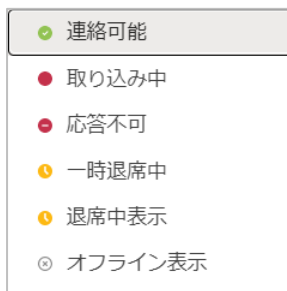 連絡可能
取り込み中
応答不可
一時退席中
退席中表示
オフライン表示